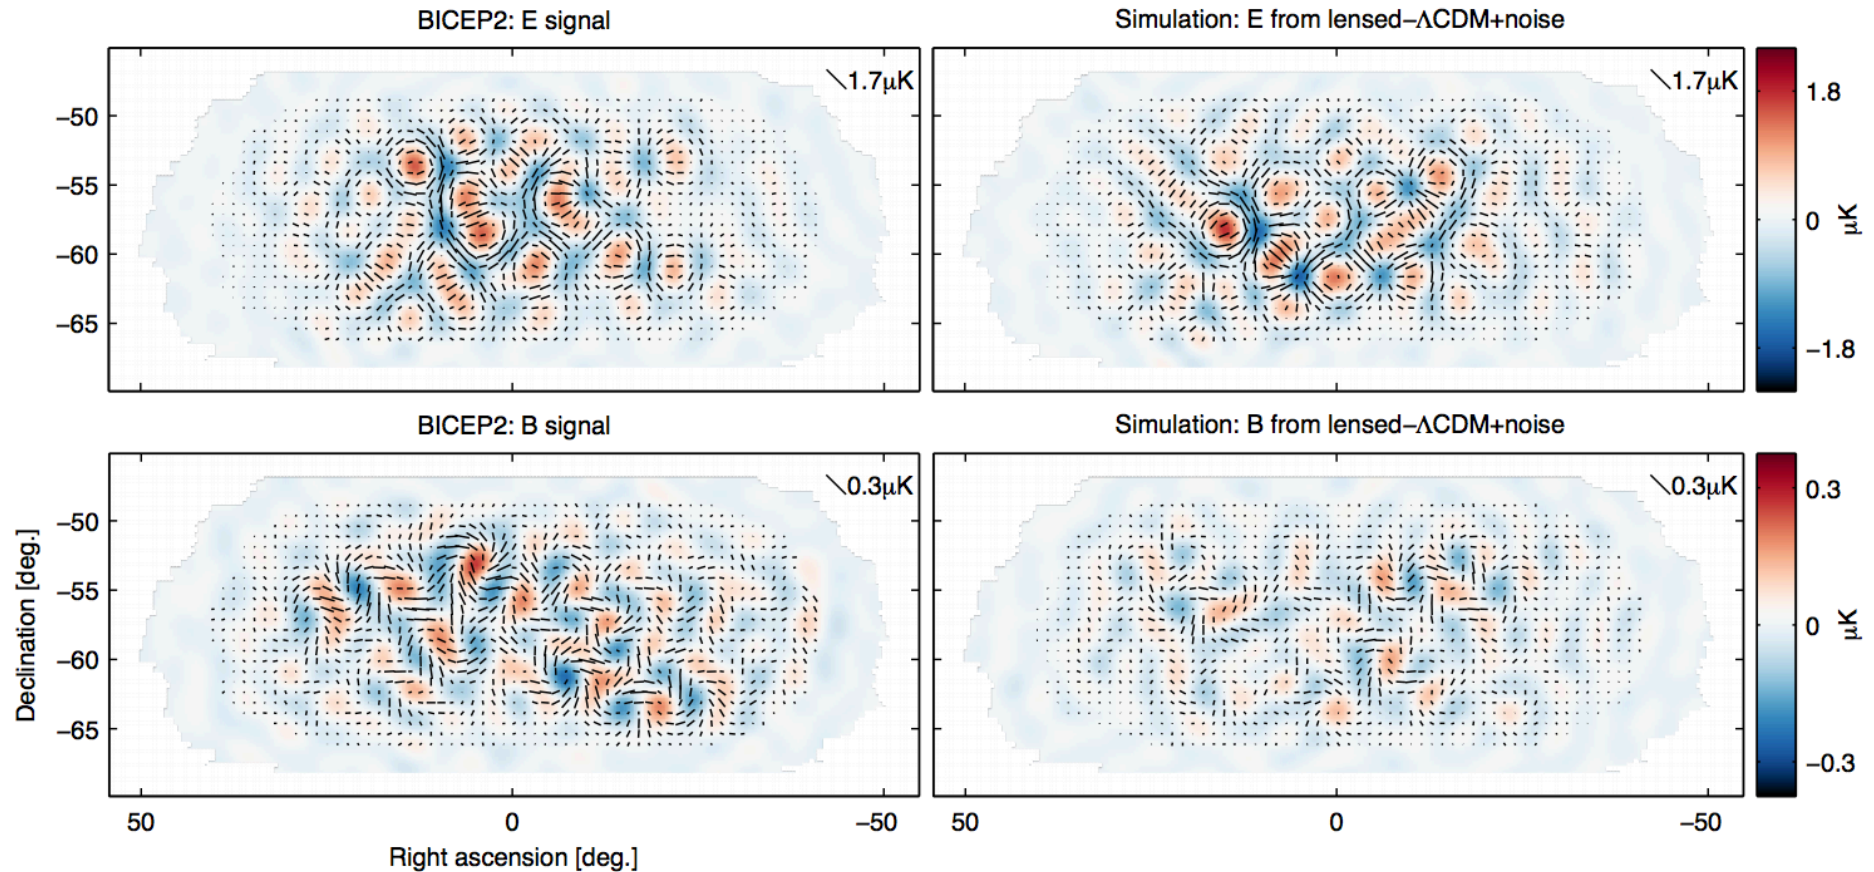 BICEP2: E signal
Simulation: E from lensed−ΛCDM+noise
1.7μK
1.7μK
−50
−55
−60
−65
1.8
0
−1.8
μK
BICEP2: B signal
Simulation: B from lensed−ΛCDM+noise
0.3μK
0.3μK
−50
−55
−60
−65
0.3
0
−0.3
μK
Declination [deg.]
50
0
−50
50
0
−50
Right ascension [deg.]